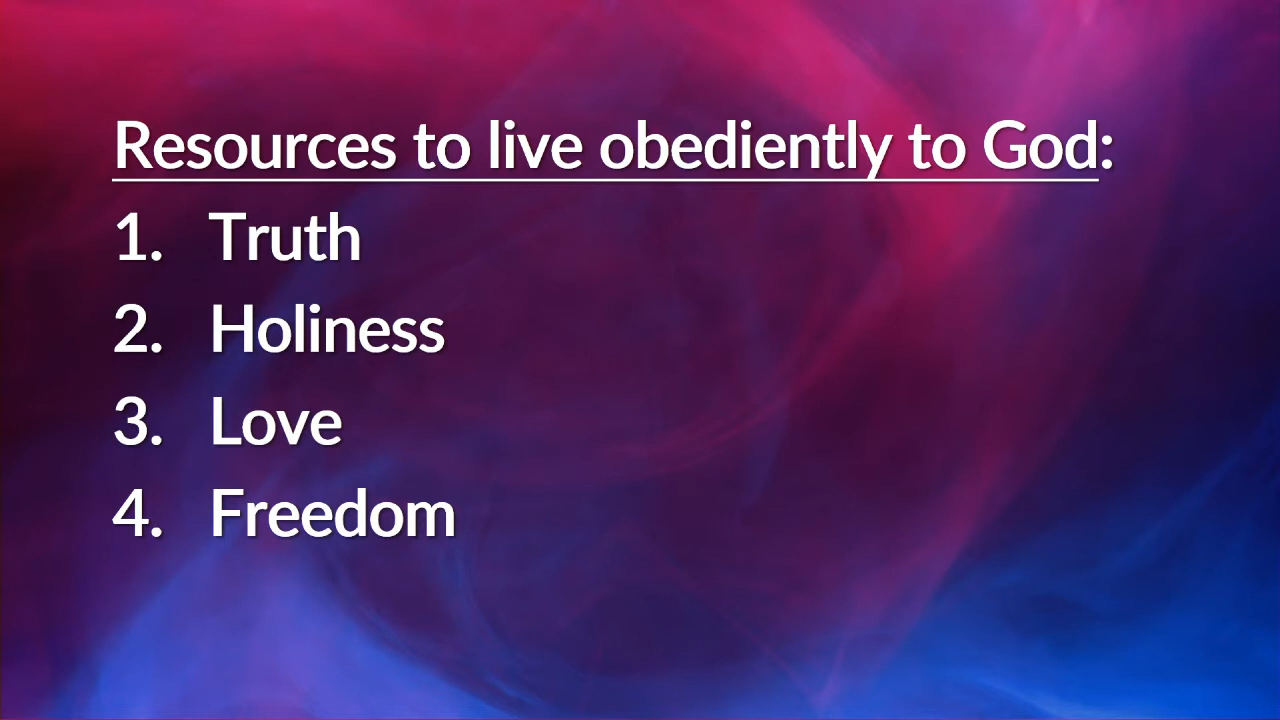 Resources to live obediently to God:
1. Truth
2. Holiness
3. Love
4. Freedom